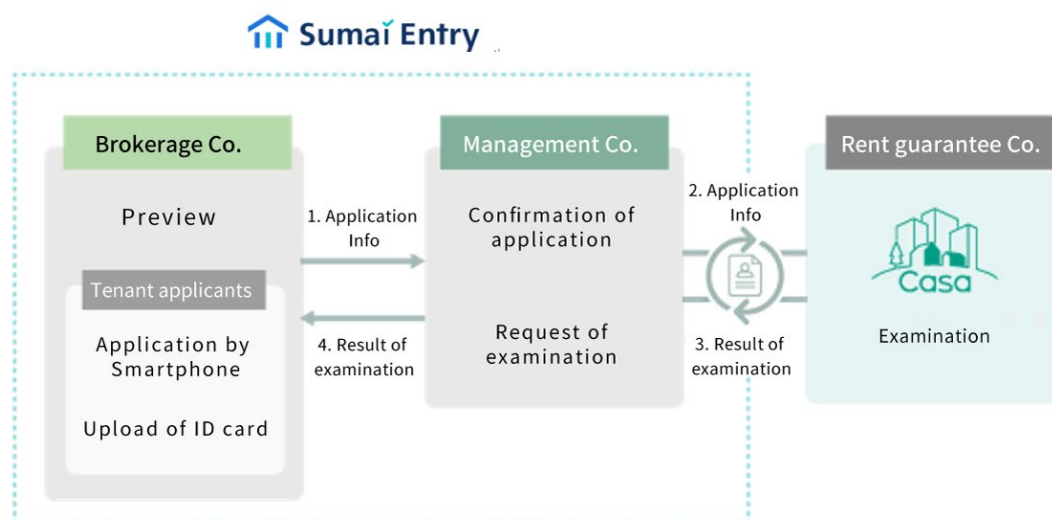 Sumai Entry
Brokerage Co.
Preview
Tenant applicants
Application by
Smartphone
Upload of ID card
1. Application
Info
4. Result of
examination
Management Co.
Confirmation of
application
Request of
examination
2. Application
Info
3. Result of
examination
Rent guarantee Co.
Casa
Examination